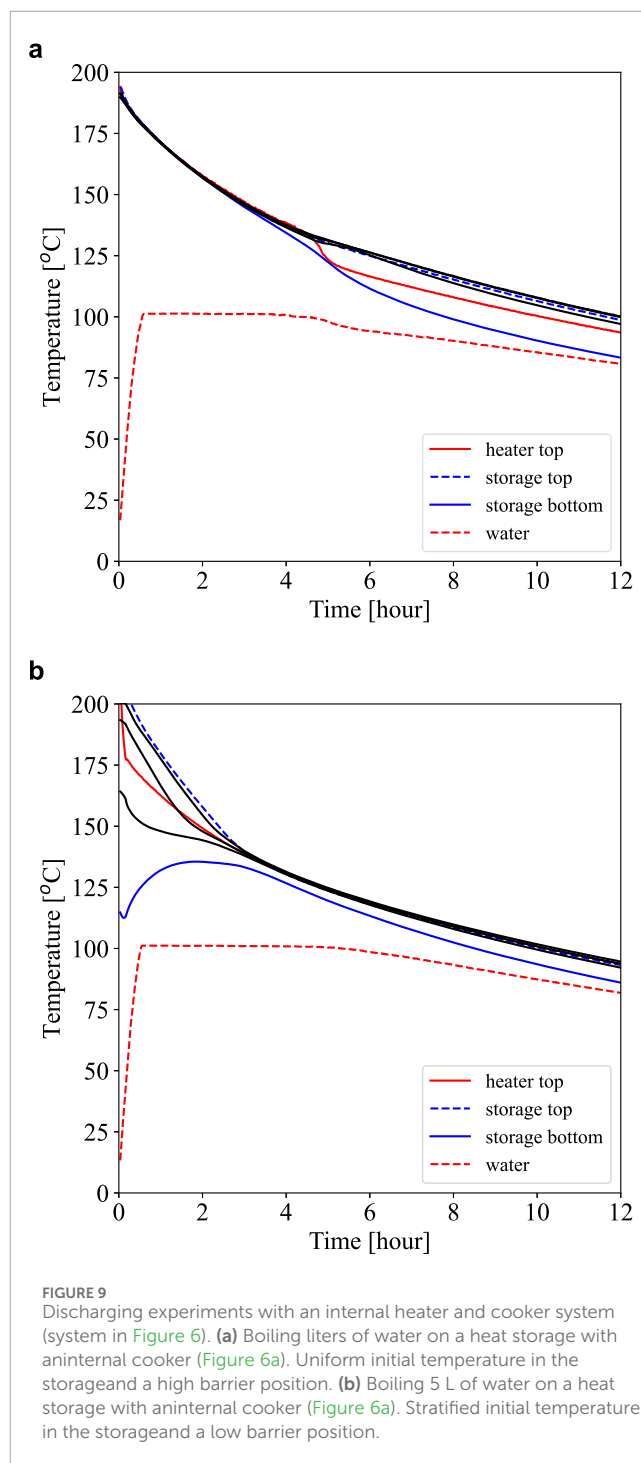 a
200
175
150
125
100
75
50
25
0
Temperature [°C]
0 2 4 6 8 10 12
Time [hour]
heater top
storage top
storage bottom
water
b
200
175
150
125
100
75
50
25
0
Temperature [°C]
0 2 4 6 8 10 12
Time [hour]
heater top
storage top
storage bottom
water
FIGURE 9
Discharging experiments with an internal heater and cooker system
(system in Figure 6). (a) Boiling liters of water on a heat storage with
aninternal cooker (Figure 6a). Uniform initial temperature in the
storageand a high barrier position. (b) Boiling 5 L of water on a heat
storage with aninternal cooker (Figure 6a). Stratified initial temperature
in the storageand a low barrier position.